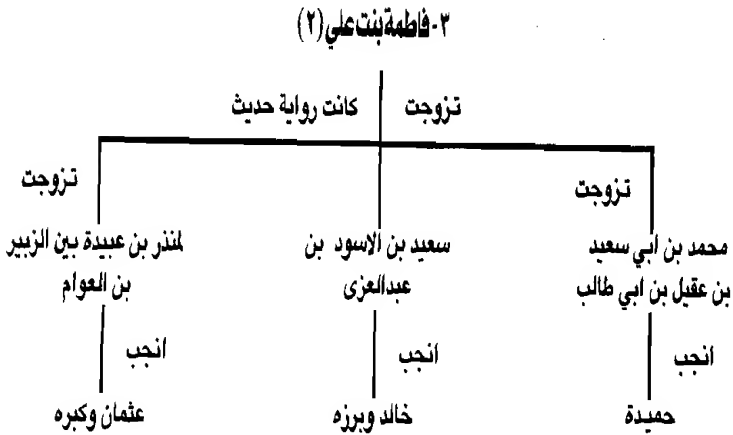 ٣- فاطمة بنت علي (٢)
تزوجت
كانت رواية حديث
تزوجت
تزوجت
محمد بن ابي سعيد
بن عقيل بن ابي طالب
سعيد بن الاسود بن
عبدالعزى
لمنذر بن عبيدة بين الزبير
بن العوام
انجب
انجب
انجب
حميدة
خالد وبرزه
عثمان وكبره